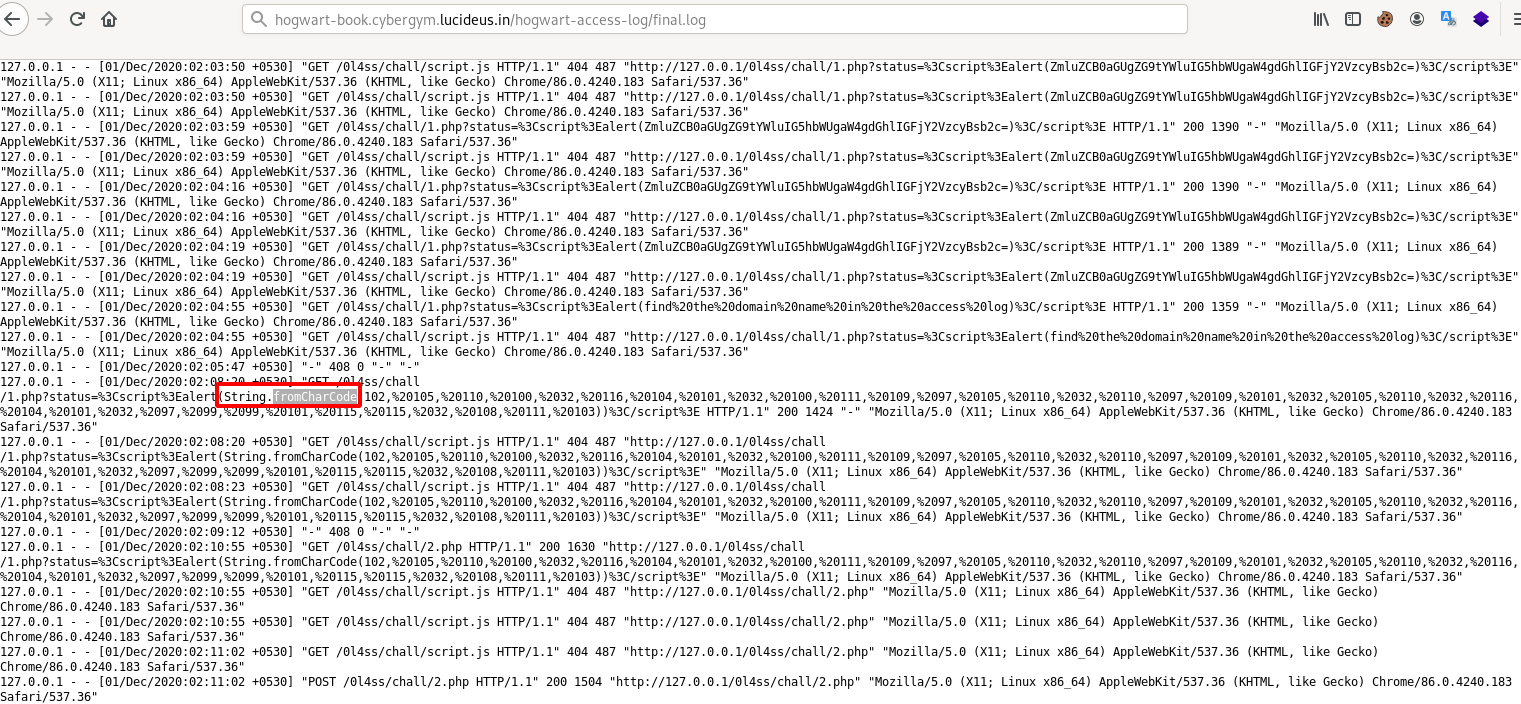 hogwart-book.cybergym.lucideus.in/hogwart-access-log/final.log
127.0.0.1 - - [01/Dec/2020:02:03:50 +0530] "GET /0l4ss/chall/script.js HTTP/1.1" 404 487 "http://127.0.0.1/0l4ss/chall/1.php?status=%3Cscript%3Ealert(ZmluZCB0aGUgZG9tYWluIG5hbWUgaW4gdGhlIGFjY2VzcyBsb2c=)%3C/script%3E"
"Mozilla/5.0 (X11; Linux x86_64) AppleWebKit/537.36 (KHTML, like Gecko) Chrome/86.0.4240.183 Safari/537.36"
127.0.0.1 - - [01/Dec/2020:02:03:50 +0530] "GET /0l4ss/chall/script.js HTTP/1.1" 404 487 "http://127.0.0.1/0l4ss/chall/1.php?status=%3Cscript%3Ealert(ZmluZCB0aGUgZG9tYWluIG5hbWUgaW4gdGhlIGFjY2VzcyBsb2c=)%3C/script%3E"
"Mozilla/5.0 (X11; Linux x86_64) AppleWebKit/537.36 (KHTML, like Gecko) Chrome/86.0.4240.183 Safari/537.36"
127.0.0.1 - - [01/Dec/2020:02:03:59 +0530] "GET /0l4ss/chall/1.php?status=%3Cscript%3Ealert(ZmluZCB0aGUgZG9tYWluIG5hbWUgaW4gdGhlIGFjY2VzcyBsb2c=)%3C/script%3E HTTP/1.1" 200 1390 "-" "Mozilla/5.0 (X11; Linux x86_64)
AppleWebKit/537.36 (KHTML, like Gecko) Chrome/86.0.4240.183 Safari/537.36"
127.0.0.1 - - [01/Dec/2020:02:03:59 +0530] "GET /0l4ss/chall/script.js HTTP/1.1" 404 487 "http://127.0.0.1/0l4ss/chall/1.php?status=%3Cscript%3Ealert(ZmluZCB0aGUgZG9tYWluIG5hbWUgaW4gdGhlIGFjY2VzcyBsb2c=)%3C/script%3E"
"Mozilla/5.0 (X11; Linux x86_64) AppleWebKit/537.36 (KHTML, like Gecko) Chrome/86.0.4240.183 Safari/537.36"
127.0.0.1 - - [01/Dec/2020:02:04:16 +0530] "GET /0l4ss/chall/1.php?status=%3Cscript%3Ealert(ZmluZCB0aGUgZG9tYWluIG5hbWUgaW4gdGhlIGFjY2VzcyBsb2c=)%3C/script%3E HTTP/1.1" 200 1390 "-" "Mozilla/5.0 (X11; Linux x86_64)
AppleWebKit/537.36 (KHTML, like Gecko) Chrome/86.0.4240.183 Safari/537.36"
127.0.0.1 - - [01/Dec/2020:02:04:16 +0530] "GET /0l4ss/chall/script.js HTTP/1.1" 404 487 "http://127.0.0.1/0l4ss/chall/1.php?status=%3Cscript%3Ealert(ZmluZCB0aGUgZG9tYWluIG5hbWUgaW4gdGhlIGFjY2VzcyBsb2c=)%3C/script%3E"
"Mozilla/5.0 (X11; Linux x86_64) AppleWebKit/537.36 (KHTML, like Gecko) Chrome/86.0.4240.183 Safari/537.36"
127.0.0.1 - - [01/Dec/2020:02:04:19 +0530] "GET /0l4ss/chall/1.php?status=%3Cscript%3Ealert(ZmluZCB0aGUgZG9tYWluIG5hbWUgaW4gdGhlIGFjY2VzcyBsb2c=)%3C/script%3E HTTP/1.1" 200 1389 "-" "Mozilla/5.0 (X11; Linux x86_64)
AppleWebKit/537.36 (KHTML, like Gecko) Chrome/86.0.4240.183 Safari/537.36"
127.0.0.1 - - [01/Dec/2020:02:04:19 +0530] "GET /0l4ss/chall/script.js HTTP/1.1" 404 487 "http://127.0.0.1/0l4ss/chall/1.php?status=%3Cscript%3Ealert(ZmluZCB0aGUgZG9tYWluIG5hbWUgaW4gdGhlIGFjY2VzcyBsb2c=)%3C/script%3E"
"Mozilla/5.0 (X11; Linux x86_64) AppleWebKit/537.36 (KHTML, like Gecko) Chrome/86.0.4240.183 Safari/537.36"
127.0.0.1 - - [01/Dec/2020:02:04:55 +0530] "GET /0l4ss/chall/1.php?status=%3Cscript%3Ealert(find%20the%20domain%20name%20in%20the%20access%20log)%3C/script%3E HTTP/1.1" 200 1359 "-" "Mozilla/5.0 (X11; Linux x86_64)
AppleWebKit/537.36 (KHTML, like Gecko) Chrome/86.0.4240.183 Safari/537.36"
127.0.0.1 - - [01/Dec/2020:02:04:55 +0530] "GET /0l4ss/chall/script.js HTTP/1.1" 404 487 "http://127.0.0.1/0l4ss/chall/1.php?status=%3Cscript%3Ealert(find%20the%20domain%20name%20in%20the%20access%20log)%3C/script%3E"
"Mozilla/5.0 (X11; Linux x86_64) AppleWebKit/537.36 (KHTML, like Gecko) Chrome/86.0.4240.183 Safari/537.36"
127.0.0.1 - - [01/Dec/2020:02:05:47 +0530] "-" 408 0 "-" "-"
127.0.0.1 - - [01/Dec/2020:02:08:20 +0530] "GET /0l4ss/chall
/1.php?status=%3Cscript%3Ealert(String.fromCharCode(102,%20105,%20110,%20100,%2032,%20116,%20104,%20101,%2032,%20100,%20111,%20109,%2097,%20105,%20110,%2032,%20110,%2097,%20109,%20101,%2032,%20105,%20110,%2032,%20116,
%20104,%20101,%2032,%2097,%2099,%2099,%20101,%20115,%20115,%2032,%20108,%20111,%20103))%3C/script%3E HTTP/1.1" 200 1424 "-" "Mozilla/5.0 (X11; Linux x86_64) AppleWebKit/537.36 (KHTML, like Gecko) Chrome/86.0.4240.183
Safari/537.36"
127.0.0.1 - - [01/Dec/2020:02:08:20 +0530] "GET /0l4ss/chall/script.js HTTP/1.1" 404 487 "http://127.0.0.1/0l4ss/chall
/1.php?status=%3Cscript%3Ealert(String.fromCharCode(102,%20105,%20110,%20100,%2032,%20116,%20104,%20101,%2032,%20100,%20111,%20109,%2097,%20105,%20110,%2032,%20110,%2097,%20109,%20101,%2032,%20105,%20110,%2032,%20116,
%20104,%20101,%2032,%2097,%2099,%2099,%20101,%20115,%20115,%2032,%20108,%20111,%20103))%3C/script%3E" "Mozilla/5.0 (X11; Linux x86_64) AppleWebKit/537.36 (KHTML, like Gecko) Chrome/86.0.4240.183 Safari/537.36"
127.0.0.1 - - [01/Dec/2020:02:08:23 +0530] "GET /0l4ss/chall/script.js HTTP/1.1" 404 487 "http://127.0.0.1/0l4ss/chall
/1.php?status=%3Cscript%3Ealert(String.fromCharCode(102,%20105,%20110,%20100,%2032,%20116,%20104,%20101,%2032,%20100,%20111,%20109,%2097,%20105,%20110,%2032,%20110,%2097,%20109,%20101,%2032,%20105,%20110,%2032,%20116,
%20104,%20101,%2032,%2097,%2099,%2099,%20101,%20115,%20115,%2032,%20108,%20111,%20103))%3C/script%3E" "Mozilla/5.0 (X11; Linux x86_64) AppleWebKit/537.36 (KHTML, like Gecko) Chrome/86.0.4240.183 Safari/537.36"
127.0.0.1 - - [01/Dec/2020:02:09:12 +0530] "-" 408 0 "-" "-"
127.0.0.1 - - [01/Dec/2020:02:10:55 +0530] "GET /0l4ss/chall/2.php HTTP/1.1" 200 1630 "http://127.0.0.1/0l4ss/chall
/1.php?status=%3Cscript%3Ealert(String.fromCharCode(102,%20105,%20110,%20100,%2032,%20116,%20104,%20101,%2032,%20100,%20111,%20109,%2097,%20105,%20110,%2032,%20110,%2097,%20109,%20101,%2032,%20105,%20110,%2032,%20116,
%20104,%20101,%2032,%2097,%2099,%2099,%20101,%20115,%20115,%2032,%20108,%20111,%20103))%3C/script%3E" "Mozilla/5.0 (X11; Linux x86_64) AppleWebKit/537.36 (KHTML, like Gecko) Chrome/86.0.4240.183 Safari/537.36"
127.0.0.1 - - [01/Dec/2020:02:10:55 +0530] "GET /0l4ss/chall/script.js HTTP/1.1" 404 487 "http://127.0.0.1/0l4ss/chall/2.php" "Mozilla/5.0 (X11; Linux x86_64) AppleWebKit/537.36 (KHTML, like Gecko)
Chrome/86.0.4240.183 Safari/537.36"
127.0.0.1 - - [01/Dec/2020:02:10:55 +0530] "GET /0l4ss/chall/script.js HTTP/1.1" 404 487 "http://127.0.0.1/0l4ss/chall/2.php" "Mozilla/5.0 (X11; Linux x86_64) AppleWebKit/537.36 (KHTML, like Gecko)
Chrome/86.0.4240.183 Safari/537.36"
127.0.0.1 - - [01/Dec/2020:02:11:02 +0530] "GET /0l4ss/chall/script.js HTTP/1.1" 404 487 "http://127.0.0.1/0l4ss/chall/2.php" "Mozilla/5.0 (X11; Linux x86_64) AppleWebKit/537.36 (KHTML, like Gecko)
Chrome/86.0.4240.183 Safari/537.36"
127.0.0.1 - - [01/Dec/2020:02:11:02 +0530] "POST /0l4ss/chall/2.php HTTP/1.1" 200 1504 "http://127.0.0.1/0l4ss/chall/2.php" "Mozilla/5.0 (X11; Linux x86_64) AppleWebKit/537.36 (KHTML, like Gecko) Chrome/86.0.4240.183
Safari/537.36"